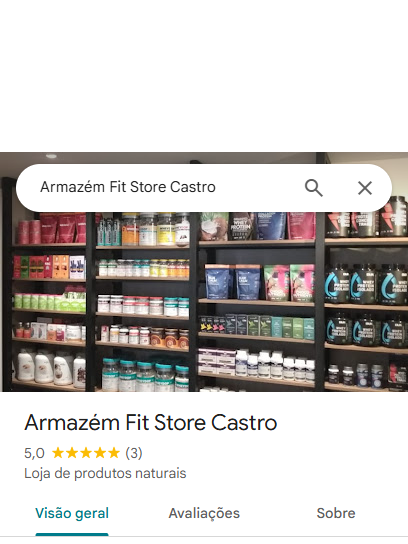 Armazém Fit Store Castro
Armazém Fit Store Castro
5,0 ★★★★★ (3)
Loja de produtos naturais
Visão geral Avaliações Sobre